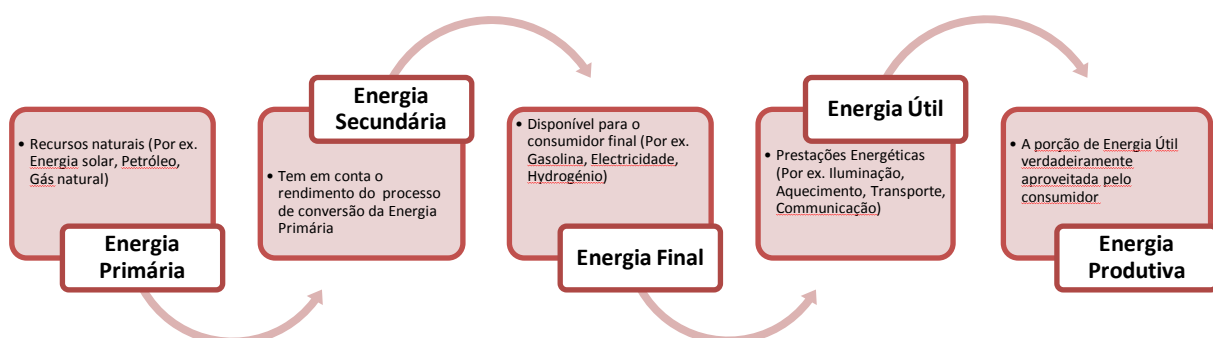 • Recursos naturais (Por ex.
Energia solar, Petróleo,
Gás natural)
Energia
Primária
Energia
Secundária
• Tem em conta o
rendimento do processo
de conversão da Energia
Primária
• Disponível para o
consumidor final (Por ex.
Gasolina, Electricidade,
Hydrogénio)
Energia Final
Energia Útil
• Prestações Energéticas
(Por ex. Iluminação,
Aquecimento, Transporte,
Communicação)
• A porção de Energia Útil
verdadeiramente
aproveitada pelo
consumidor
Energia
Produtiva